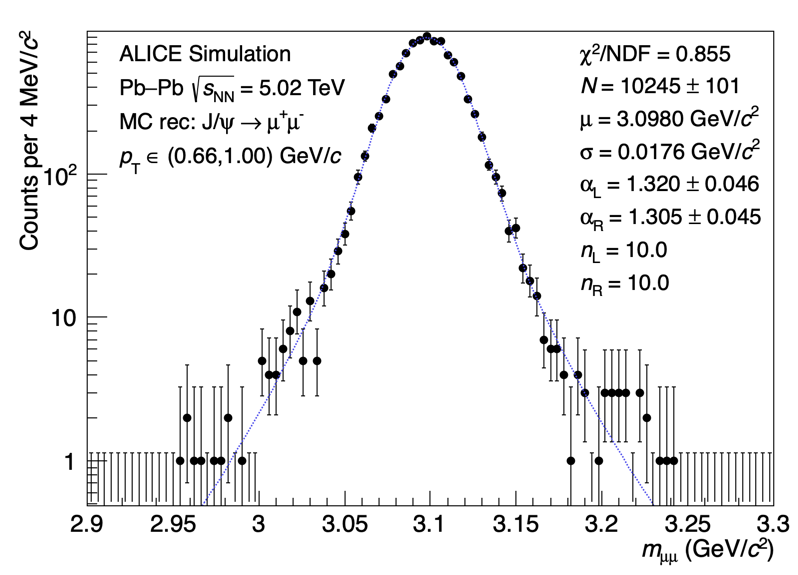 Counts per 4 MeV/c²
ALICE Simulation
Pb–Pb √sNN = 5.02 TeV
MC rec: J/ψ → μ⁺μ⁻
pT ∈ (0.66,1.00) GeV/c
χ²/NDF = 0.855
N = 10245 ± 101
μ = 3.0980 GeV/c²
σ = 0.0176 GeV/c²
αL = 1.320 ± 0.046
αR = 1.305 ± 0.045
nL = 10.0
nR = 10.0
10²
10
1
2.9 2.95 3 3.05 3.1 3.15 3.2 3.25 3.3
mμμ (GeV/c²)